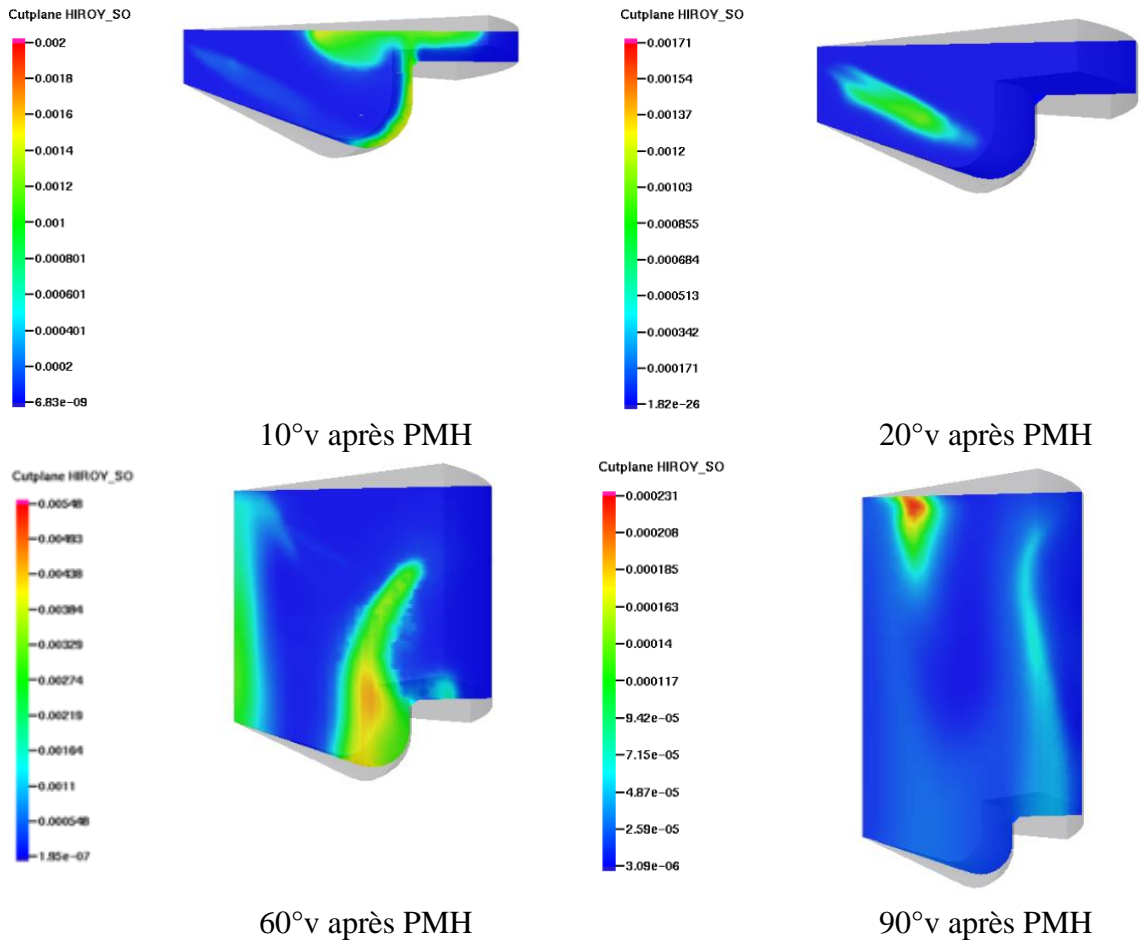 Cutplane HIROY_SO
0.002
0.0018
0.0016
0.0014
0.0012
0.001
0.000801
0.000601
0.000401
0.0002
6.83e-09
10°v après PMH
Cutplane HIROY_SO
0.00171
0.00154
0.00137
0.0012
0.00103
0.000855
0.000684
0.000513
0.000342
0.000171
1.82e-26
20°v après PMH
Cutplane HIROY_SO
0.00548
0.00493
0.00438
0.00384
0.00329
0.00274
0.00219
0.00164
0.0011
0.000548
1.95e-07
60°v après PMH
Cutplane HIROY_SO
0.000231
0.000208
0.000185
0.000163
0.00014
0.000117
9.42e-05
7.15e-05
4.87e-05
2.59e-05
3.09e-06
90°v après PMH